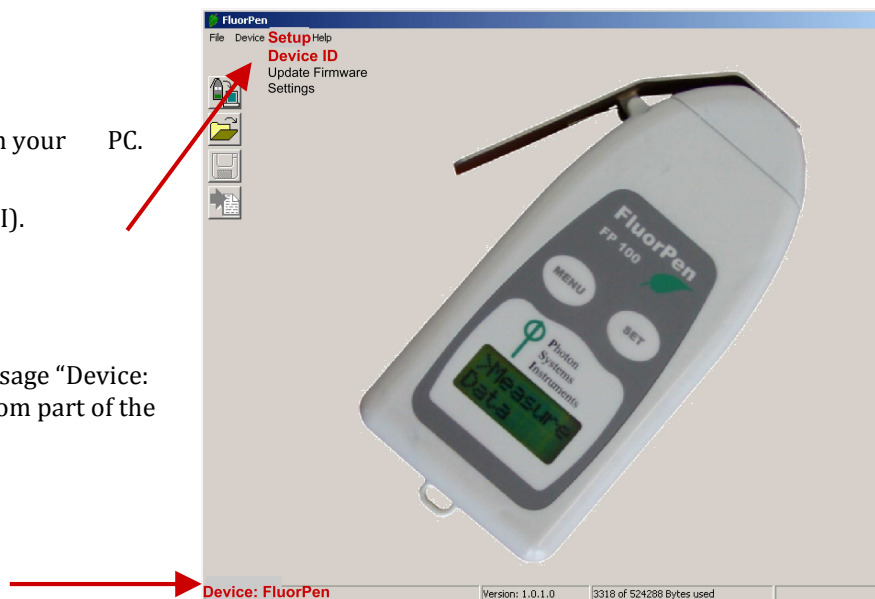 FluorPen
File Device Setup Help
Device ID
Update Firmware
Settings
n your PC.
I).
sage “Device:
om part of the
FluorPen
FP 100
MENU
SET
Photon
Systems
Instruments
>Measure
Data
Device: FluorPen
Version: 1.0.1.0
3318 of 524288 Bytes used